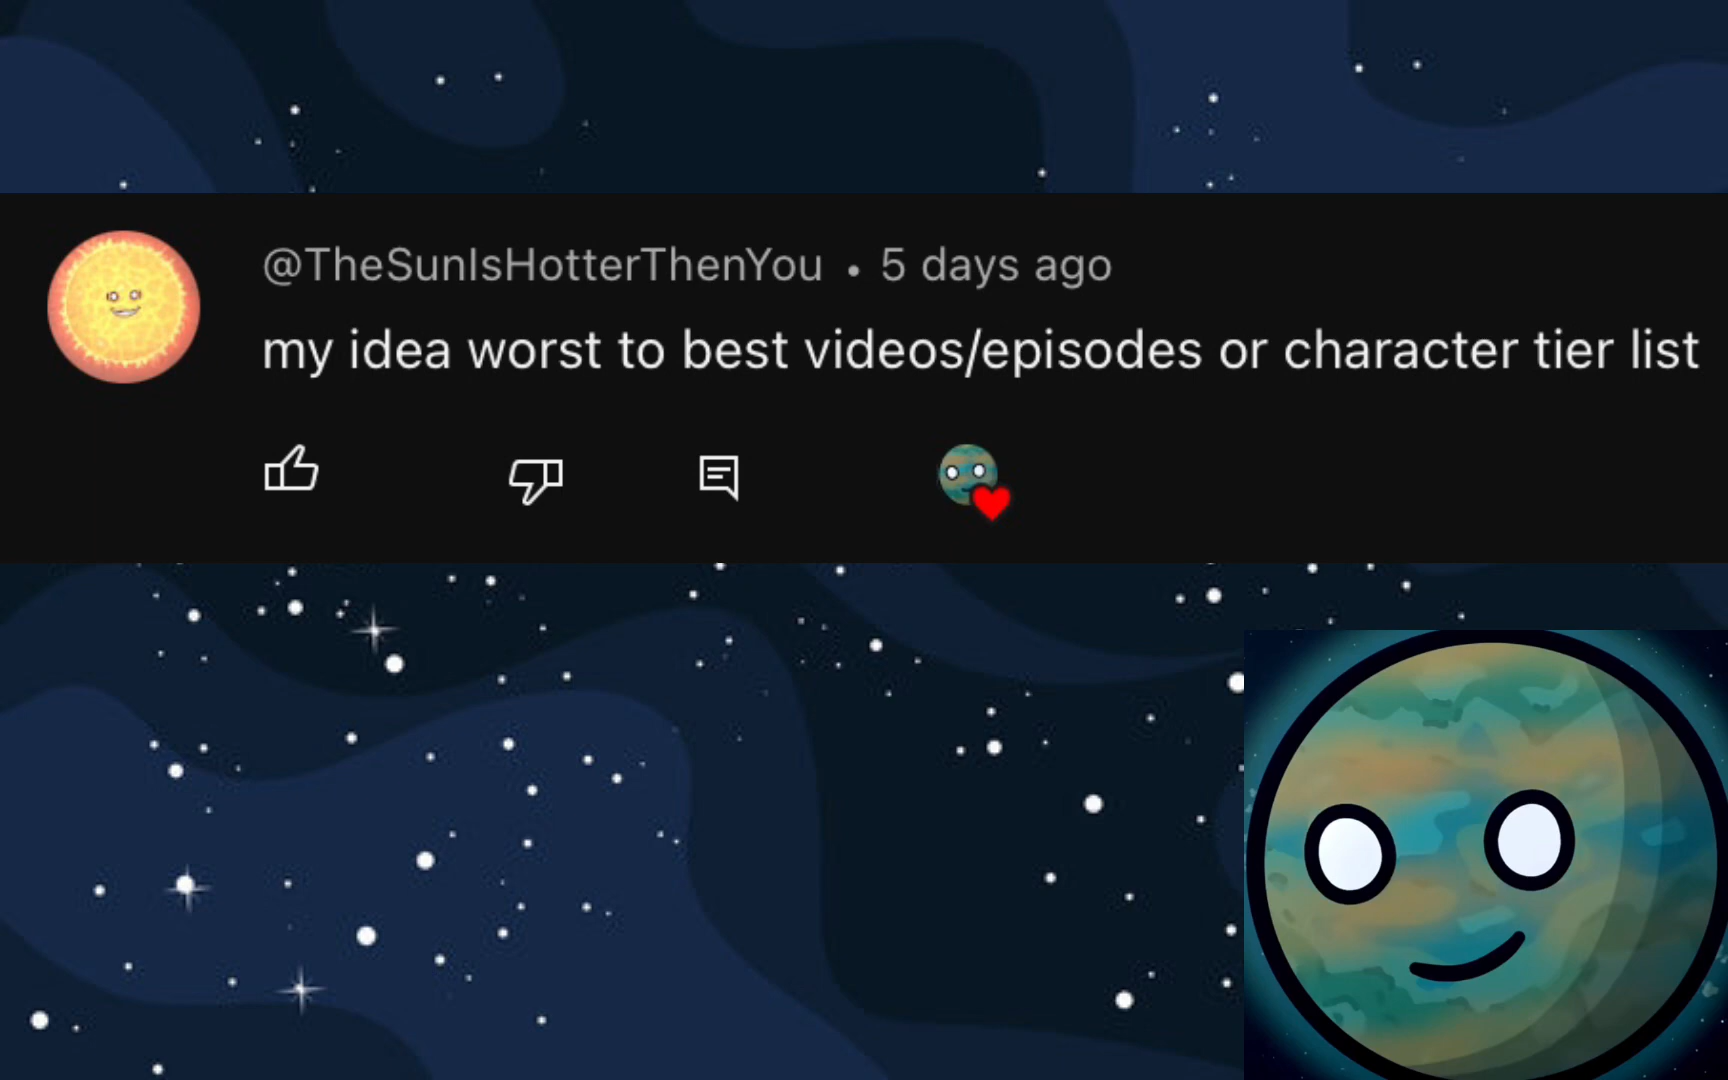 @TheSunIsHotterThenYou • 5 days ago
my idea worst to best videos/episodes or character tier list